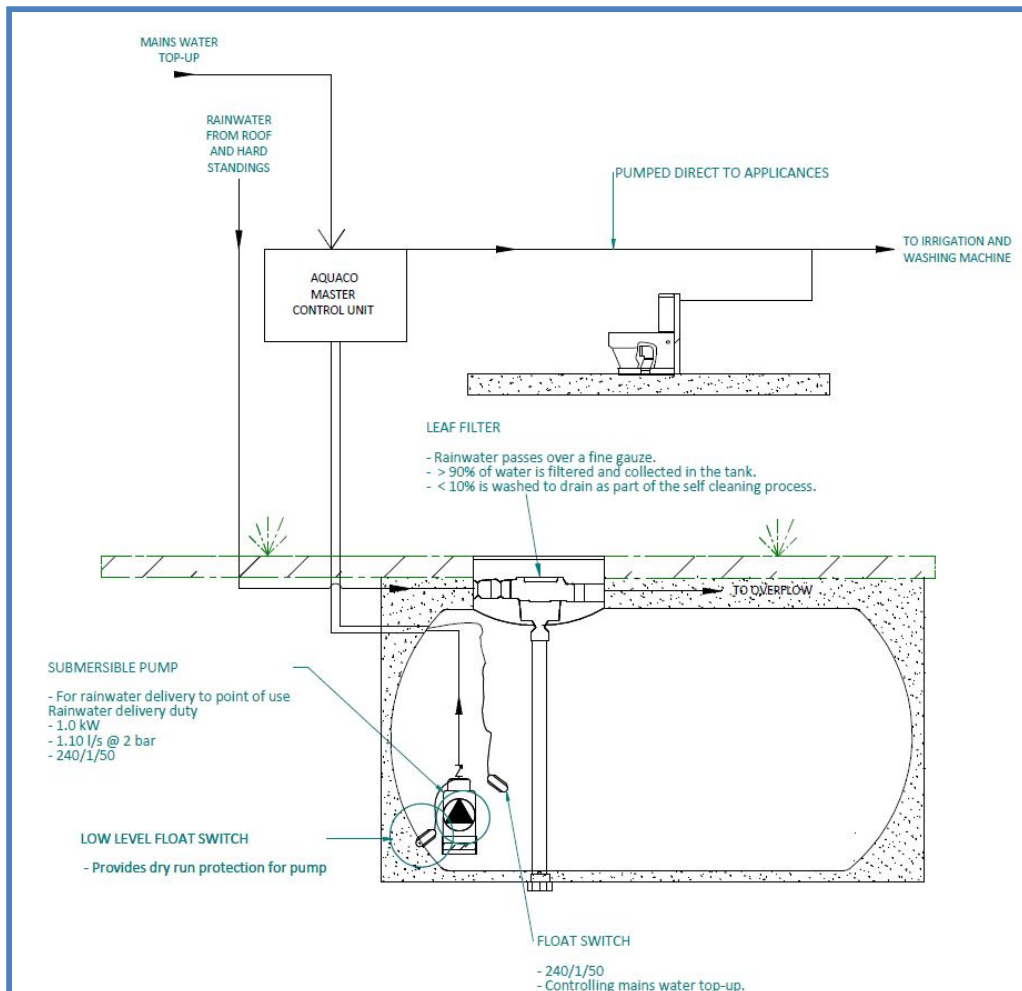 MAINS WATER
TOP-UP
RAINWATER
FROM ROOF
AND HARD
STANDINGS
PUMPED DIRECT TO APPLICANCES
TO IRRIGATION AND
WASHING MACHINE
AQUACO
MASTER
CONTROL UNIT
LEAF FILTER
- Rainwater passes over a fine gauze.
- > 90% of water is filtered and collected in the tank.
- < 10% is washed to drain as part of the self cleaning process.
TO OVERFLOW
SUBMERSIBLE PUMP
- For rainwater delivery to point of use
Rainwater delivery duty
- 1.0 kW
- 1.10 l/s @ 2 bar
- 240/1/50
LOW LEVEL FLOAT SWITCH
- Provides dry run protection for pump
FLOAT SWITCH
- 240/1/50
- Controlling mains water top-up.